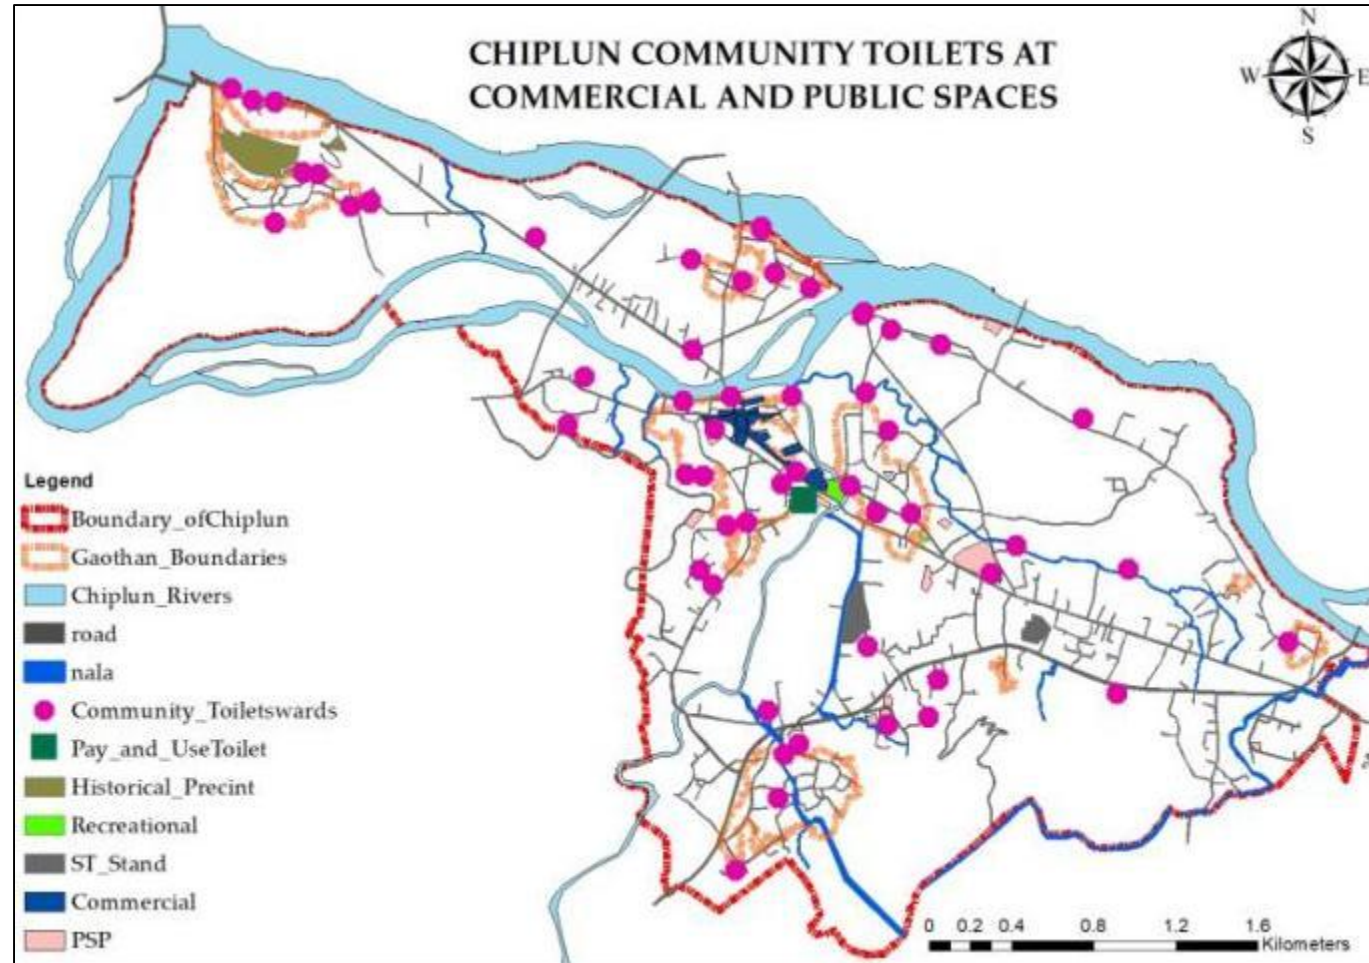 CHIPLUN COMMUNITY TOILETS AT
COMMERCIAL AND PUBLIC SPACES
N
W E
S
Legend
Boundary_ofChiplun
Gaothan_Boundaries
Chiplun_Rivers
road
nala
Community_Toiletswards
Pay_and_UseToilet
Historical_Precint
Recreational
ST_Stand
Commercial
PSP
0 0.2 0.4 0.8 1.2 1.6
Kilometers